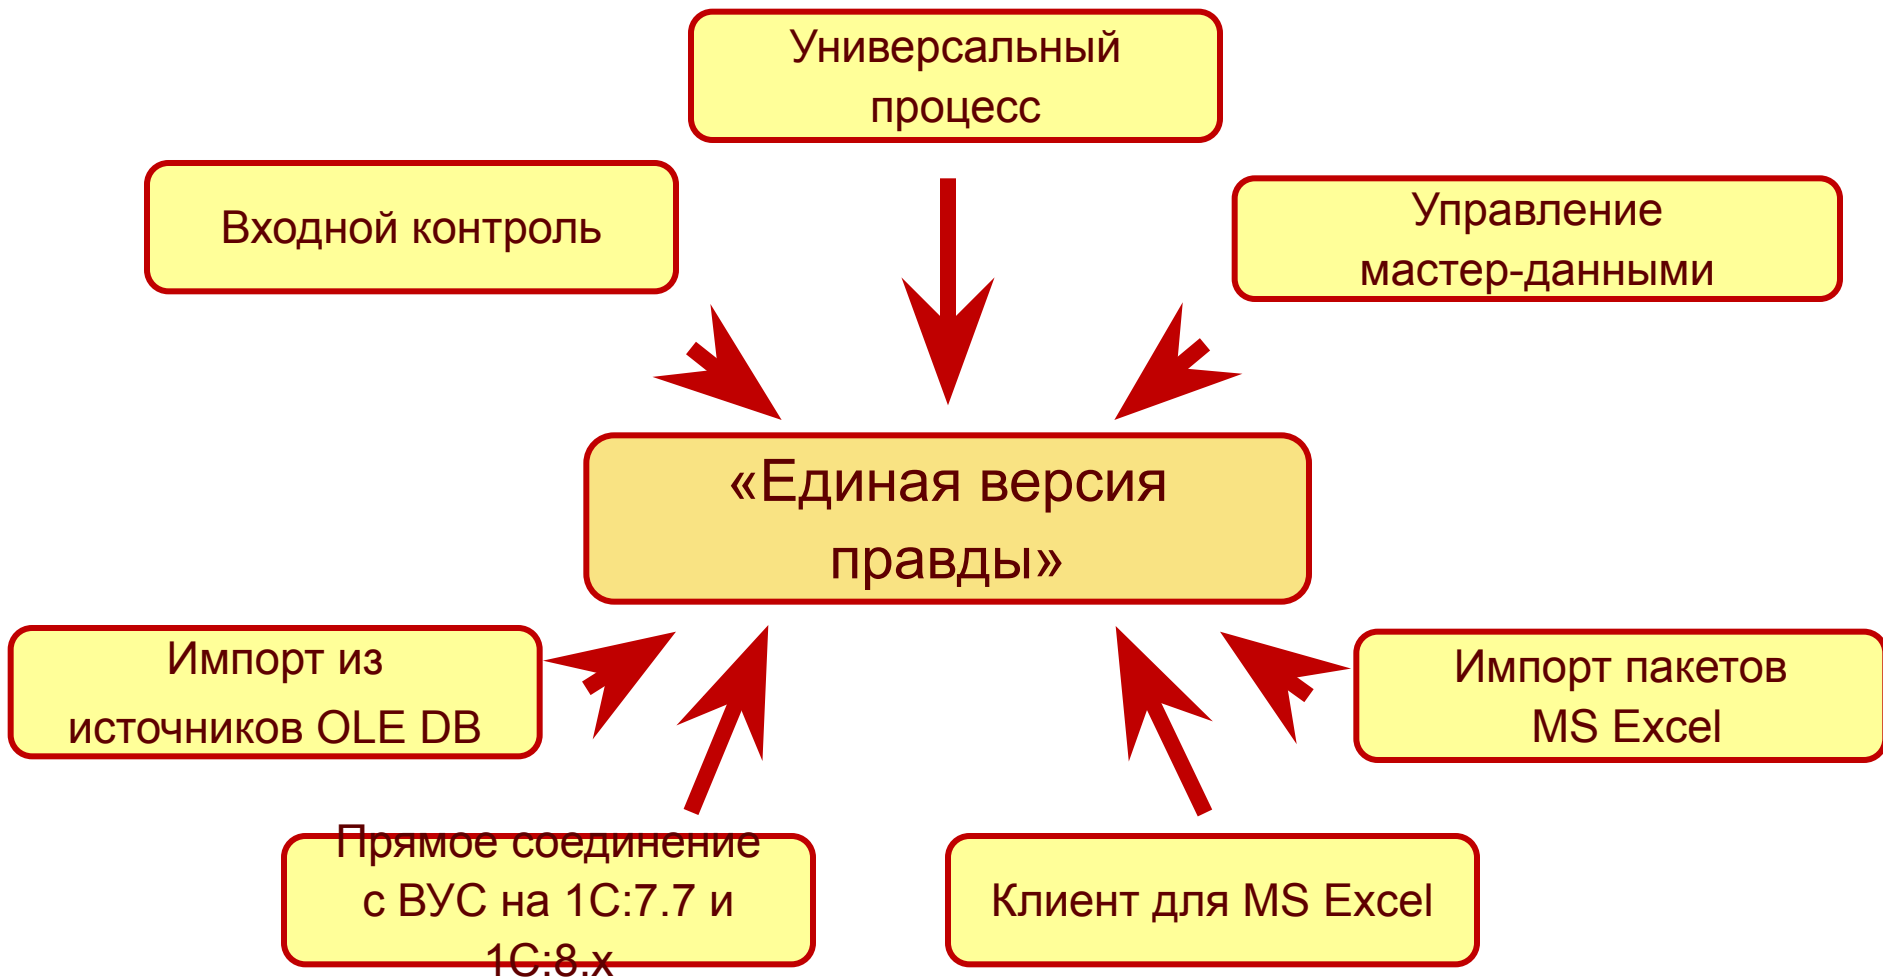 Универсальный
процесс
Входной контроль
Управление
мастер-данными
«Единая версия
правды»
Импорт из
источников OLE DB
Импорт пакетов
MS Excel
Прямое соединение
с ВУС на 1С:7.7 и
1С:8.х
Клиент для MS Excel